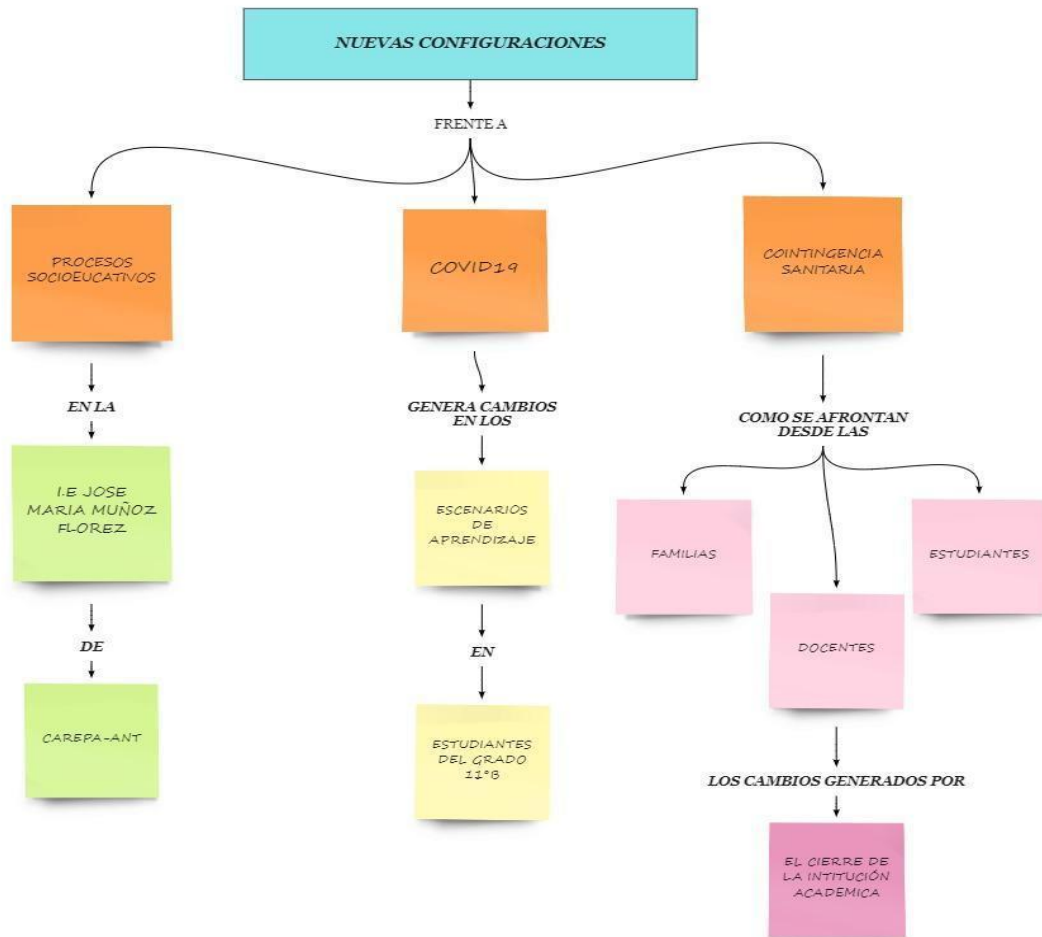 NUEVAS CONFIGURACIONES
FRENTE A
PROCESOS
SOCIOEUCATIVOS
COVID19
COINTINGENCIA
SANITARIA
EN LA
GENERA CAMBIOS
EN LOS
COMO SE AFRONTAN
DESDE LAS
I.E JOSE
MARIA MUÑOZ
FLOREZ
ESCENARIOS
DE
APRENDIZAJE
FAMILIAS
ESTUDIANTES
DOCENTES
DE
EN
CAREPA-ANT
ESTUDIANTES
DEL GRADO
11°B
LOS CAMBIOS GENERADOS POR
EL CIERRE DE
LA INTITUCIÓN
ACADEMICA